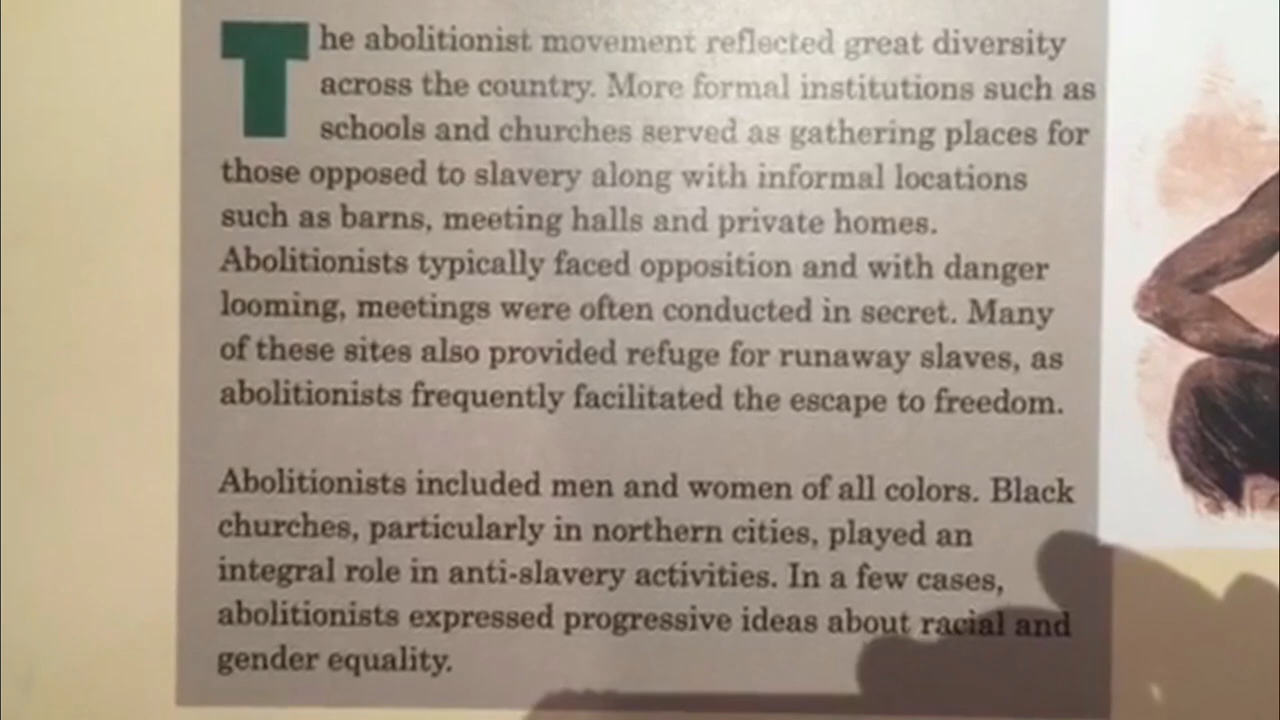 The abolitionist movement reflected great diversity
across the country. More formal institutions such as
schools and churches served as gathering places for
those opposed to slavery along with informal locations
such as barns, meeting halls and private homes.
Abolitionists typically faced opposition and with danger
looming, meetings were often conducted in secret. Many
of these sites also provided refuge for runaway slaves, as
abolitionists frequently facilitated the escape to freedom.
Abolitionists included men and women of all colors. Black
churches, particularly in northern cities, played an
integral role in anti-slavery activities. In a few cases,
abolitionists expressed progressive ideas about racial and
gender equality.